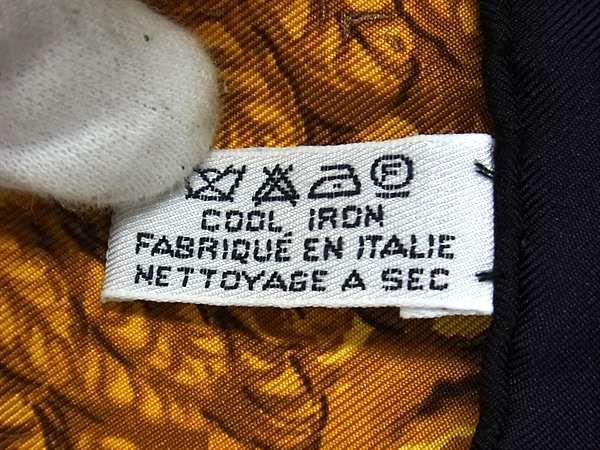 F
COOL IRON
FABRIQUÉ EN ITALIE
NETTOYAGE A SEC